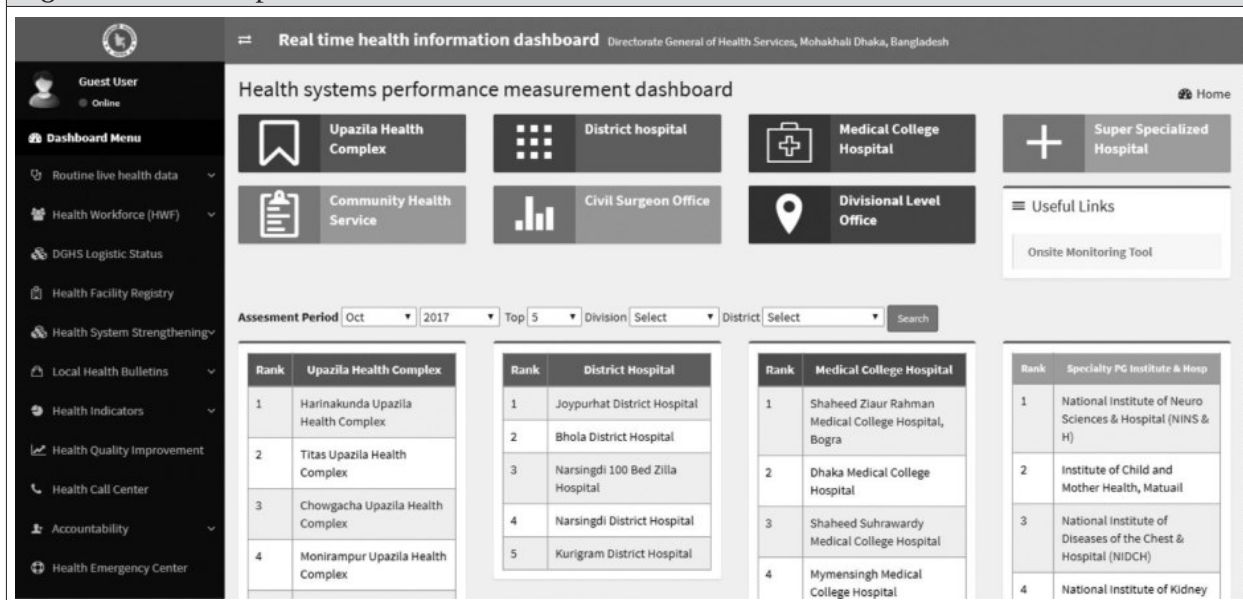 Real time health information dashboard Directorate General of Health Services, Mohakhali Dhaka, Bangladesh
Guest User
Online
Dashboard Menu
Routine live health data
Health Workforce (HWF)
DGHS Logistic Status
Health Facility Registry
Health System Strengthening
Local Health Bulletins
Health Indicators
Health Quality Improvement
Health Call Center
Accountability
Health Emergency Center
Health systems performance measurement dashboard
Home
Upazila Health
Complex
District hospital
Medical College
Hospital
Super Specialized
Hospital
Community Health
Service
Civil Surgeon Office
Divisional Level
Office
Useful Links
Onsite Monitoring Tool
Assesment Period Oct 2017 Top 5 Division Select District Select Search
Rank Upazila Health Complex
1 Harinakunda Upazila
Health Complex
2 Titas Upazila Health
Complex
3 Chowgacha Upazila Health
Complex
4 Monirampur Upazila Health
Complex
Rank District Hospital
1 Joypurhat District Hospital
2 Bhola District Hospital
3 Narsingdi 100 Bed Zilla
Hospital
4 Narsingdi District Hospital
5 Kurigram District Hospital
Rank Medical College Hospital
1 Shaheed Ziaur Rahman
Medical College Hospital,
Bogra
2 Dhaka Medical College
Hospital
3 Shaheed Suhrawardy
Medical College Hospital
4 Mymensingh Medical
College Hospital
Rank Specialty PG Institute & Hosp
1 National Institute of Neuro
Sciences & Hospital (NINS &
H)
2 Institute of Child and
Mother Health, Matuail
3 National Institute of
Diseases of the Chest &
Hospital (NIDCH)
4 National Institute of Kidney